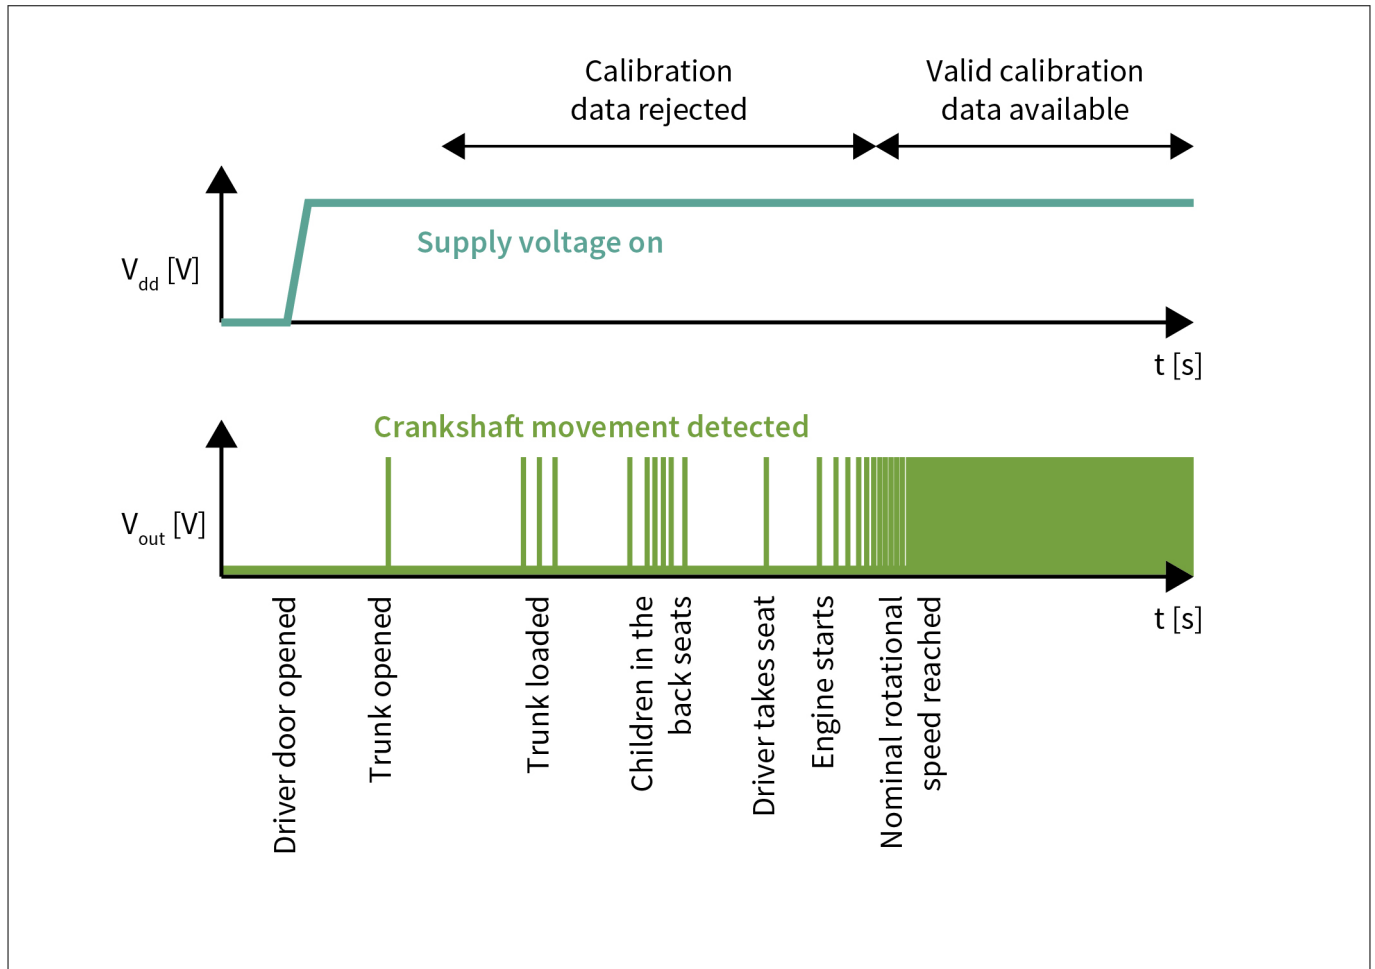 Calibration
data rejected
Valid calibration
data available
Supply voltage on
Vdd [V]
t [s]
Crankshaft movement detected
Vout [V]
t [s]
Driver door opened
Trunk opened
Trunk loaded
Children in the
back seats
Driver takes seat
Engine starts
Nominal rotational
speed reached